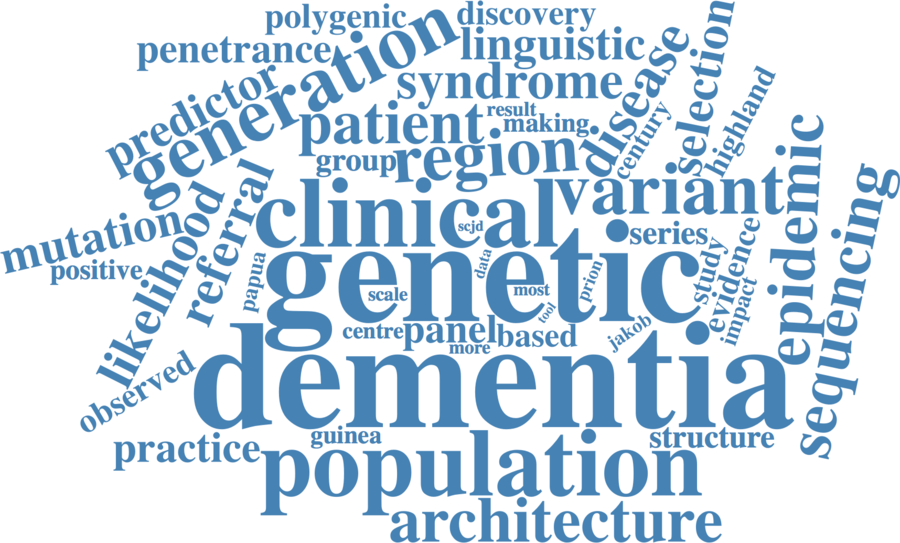 polygenic
discovery
penetrance
generation
linguistic
predictor
syndrome
disease
selection
result
patient
making
century
highland
group
region
epidemic
mutation
likelihood
referral
clinical
variant
sequencing
positive
papua
scjd
series
genetic
data
study
evidence
scale
most
prion
impact
tool
centre
panel
based
jakob
more
observed
dementia
practice
guinea
structure
population
architecture